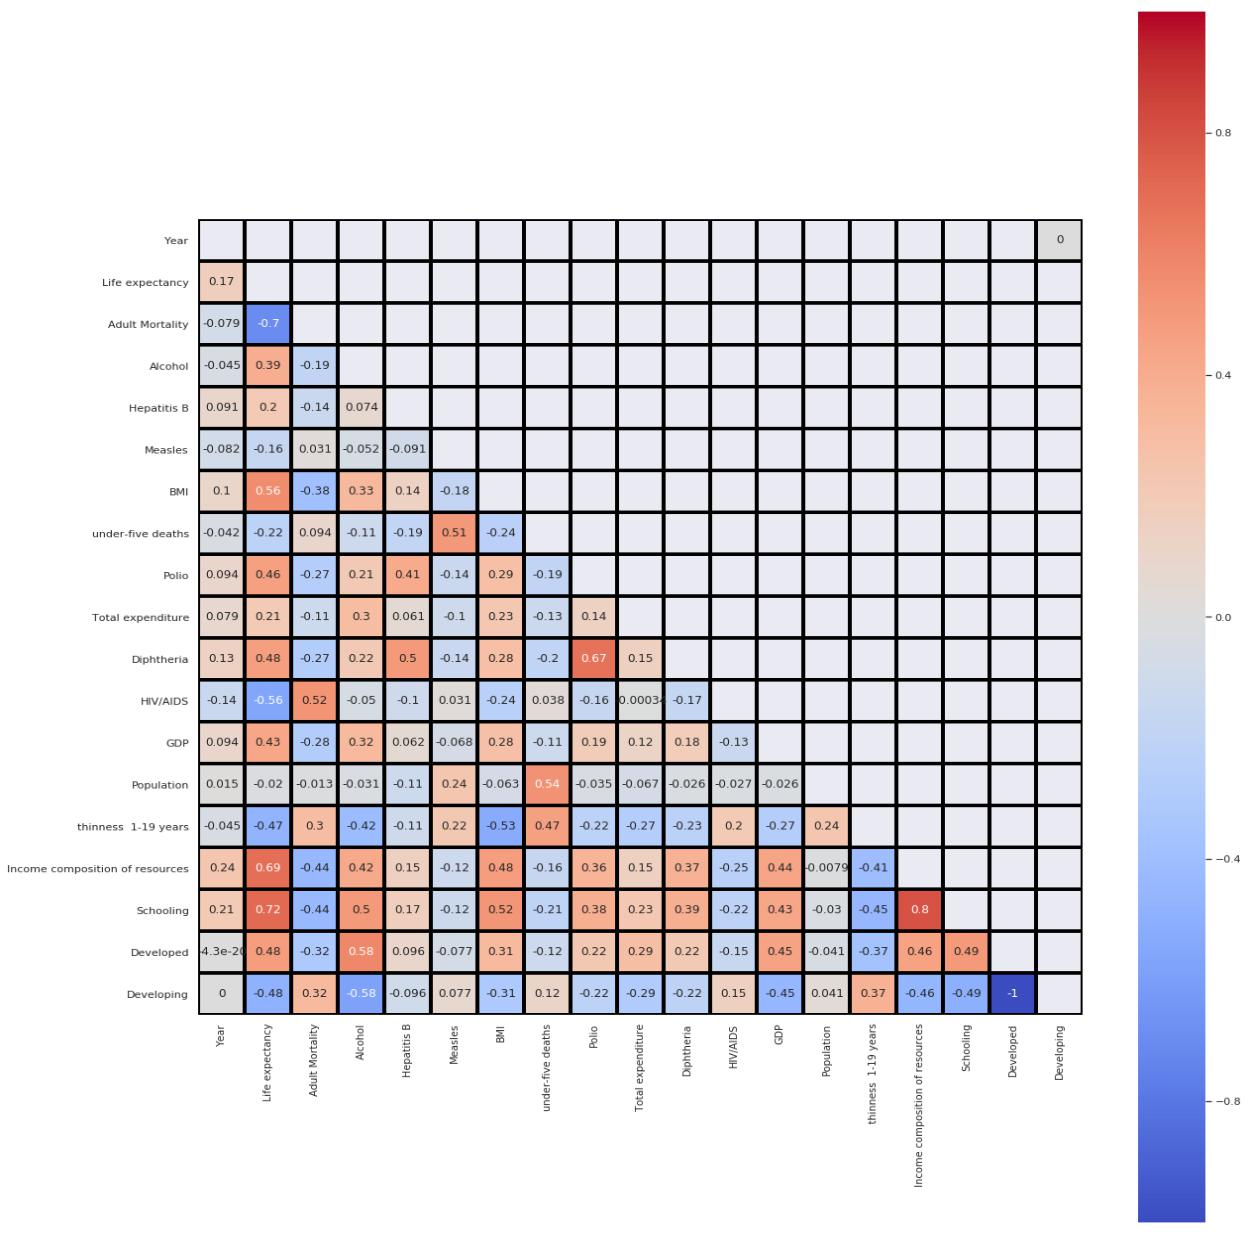 0.8
Year 0
Life expectancy 0.17
Adult Mortality -0.079 -0.7
Alcohol -0.045 0.39 -0.19
0.4
Hepatitis B 0.091 0.2 -0.14 0.074
Measles -0.082 -0.16 0.031 -0.052 -0.091
BMI 0.1 0.56 -0.38 0.33 0.14 -0.18
under-five deaths -0.042 -0.22 0.094 -0.11 -0.19 0.51 -0.24
Polio 0.094 0.46 -0.27 0.21 0.41 -0.14 0.29 -0.19
Total expenditure 0.079 0.21 -0.11 0.3 0.061 -0.1 0.23 -0.13 0.14
0.0
Diphtheria 0.13 0.48 -0.27 0.22 0.5 -0.14 0.28 -0.2 0.67 0.15
HIV/AIDS -0.14 -0.56 0.52 -0.05 -0.1 0.031 -0.24 0.038 -0.16 -0.17
GDP 0.094 0.43 -0.28 0.32 0.062 -0.068 0.28 -0.11 0.19 0.12 0.18 -0.13
Population 0.015 -0.02 -0.013 -0.031 -0.11 0.24 -0.063 0.54 -0.035 -0.067 -0.026 -0.027 -0.026
thinness 1-19 years -0.045 -0.47 0.3 -0.42 -0.11 0.22 -0.53 0.47 -0.22 -0.27 -0.23 0.2 -0.27 0.24
−0.4
Income composition of resources 0.24 0.69 -0.44 0.42 0.15 -0.12 0.48 -0.16 0.36 0.15 0.37 -0.25 0.44 -0.0079 -0.41
Schooling 0.21 0.72 -0.44 0.5 0.17 -0.12 0.52 -0.21 0.38 0.23 0.39 -0.22 0.43 -0.03 -0.45 0.8
Developed -4.3e-20 0.48 -0.32 0.58 0.096 -0.077 0.31 -0.12 0.22 0.29 0.22 -0.15 0.45 -0.041 -0.37 0.46 0.49
Developing 0 -0.48 0.32 -0.58 -0.096 0.077 -0.31 0.12 -0.22 -0.29 -0.22 0.15 -0.45 0.041 0.37 -0.46 -0.49 -1
−0.8
Year
Life expectancy
Adult Mortality
Alcohol
Hepatitis B
Measles
BMI
under-five deaths
Polio
Total expenditure
Diphtheria
HIV/AIDS
GDP
Population
thinness 1-19 years
Income composition of resources
Schooling
Developed
Developing